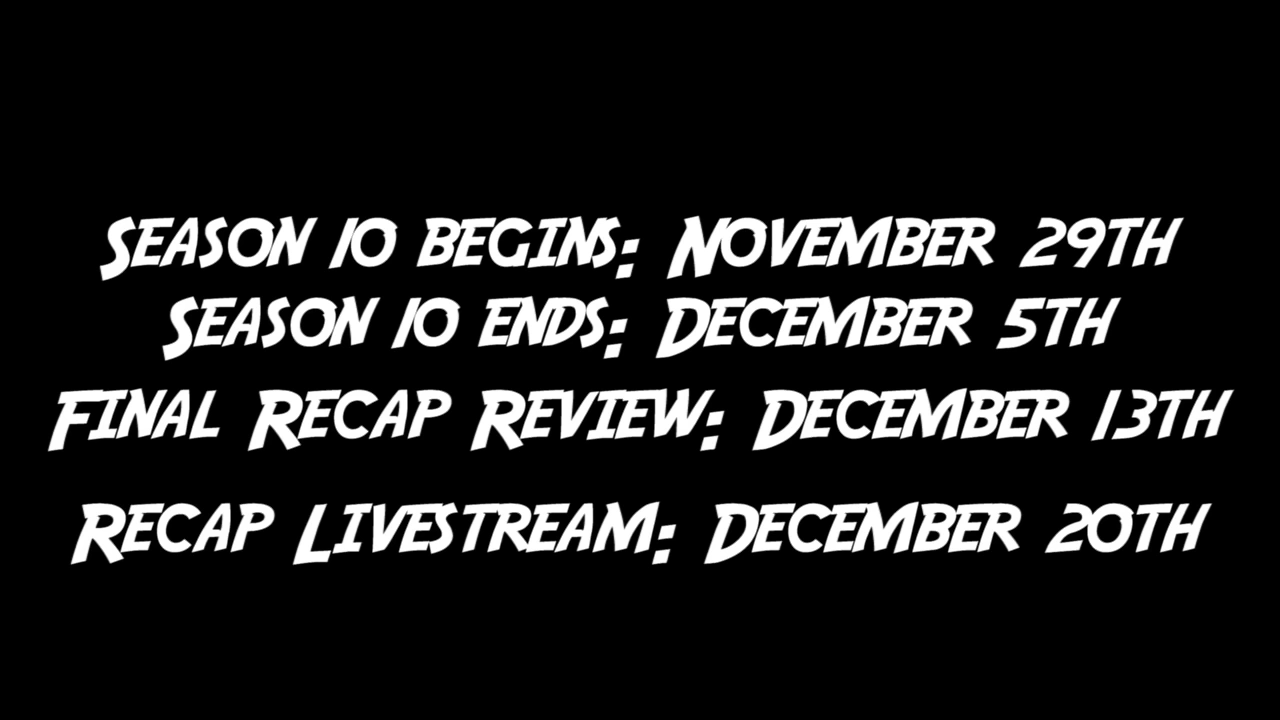 Season 10 begins: November 29th
Season 10 ends: December 5th
Final Recap Review: December 13th
Recap Livestream: December 20th